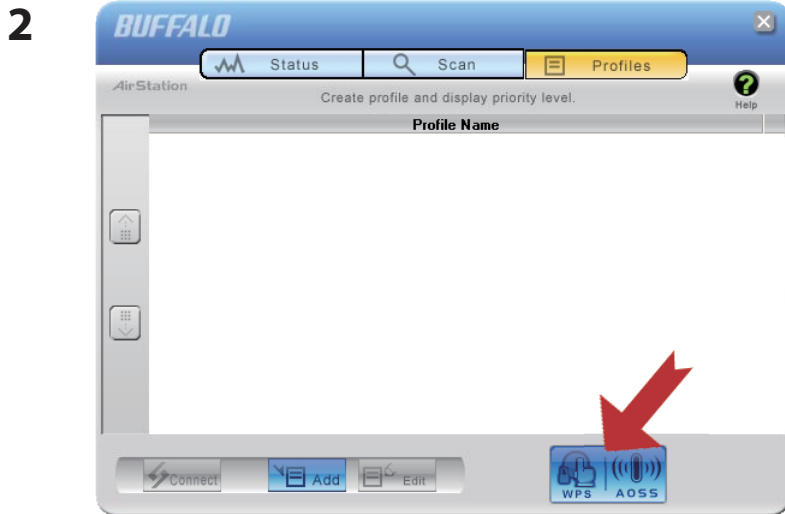 2
BUFFALO
Status Scan Profiles
AirStation
Create profile and display priority level.
Help
Profile Name
Connect Add Edit
WPS AOSS